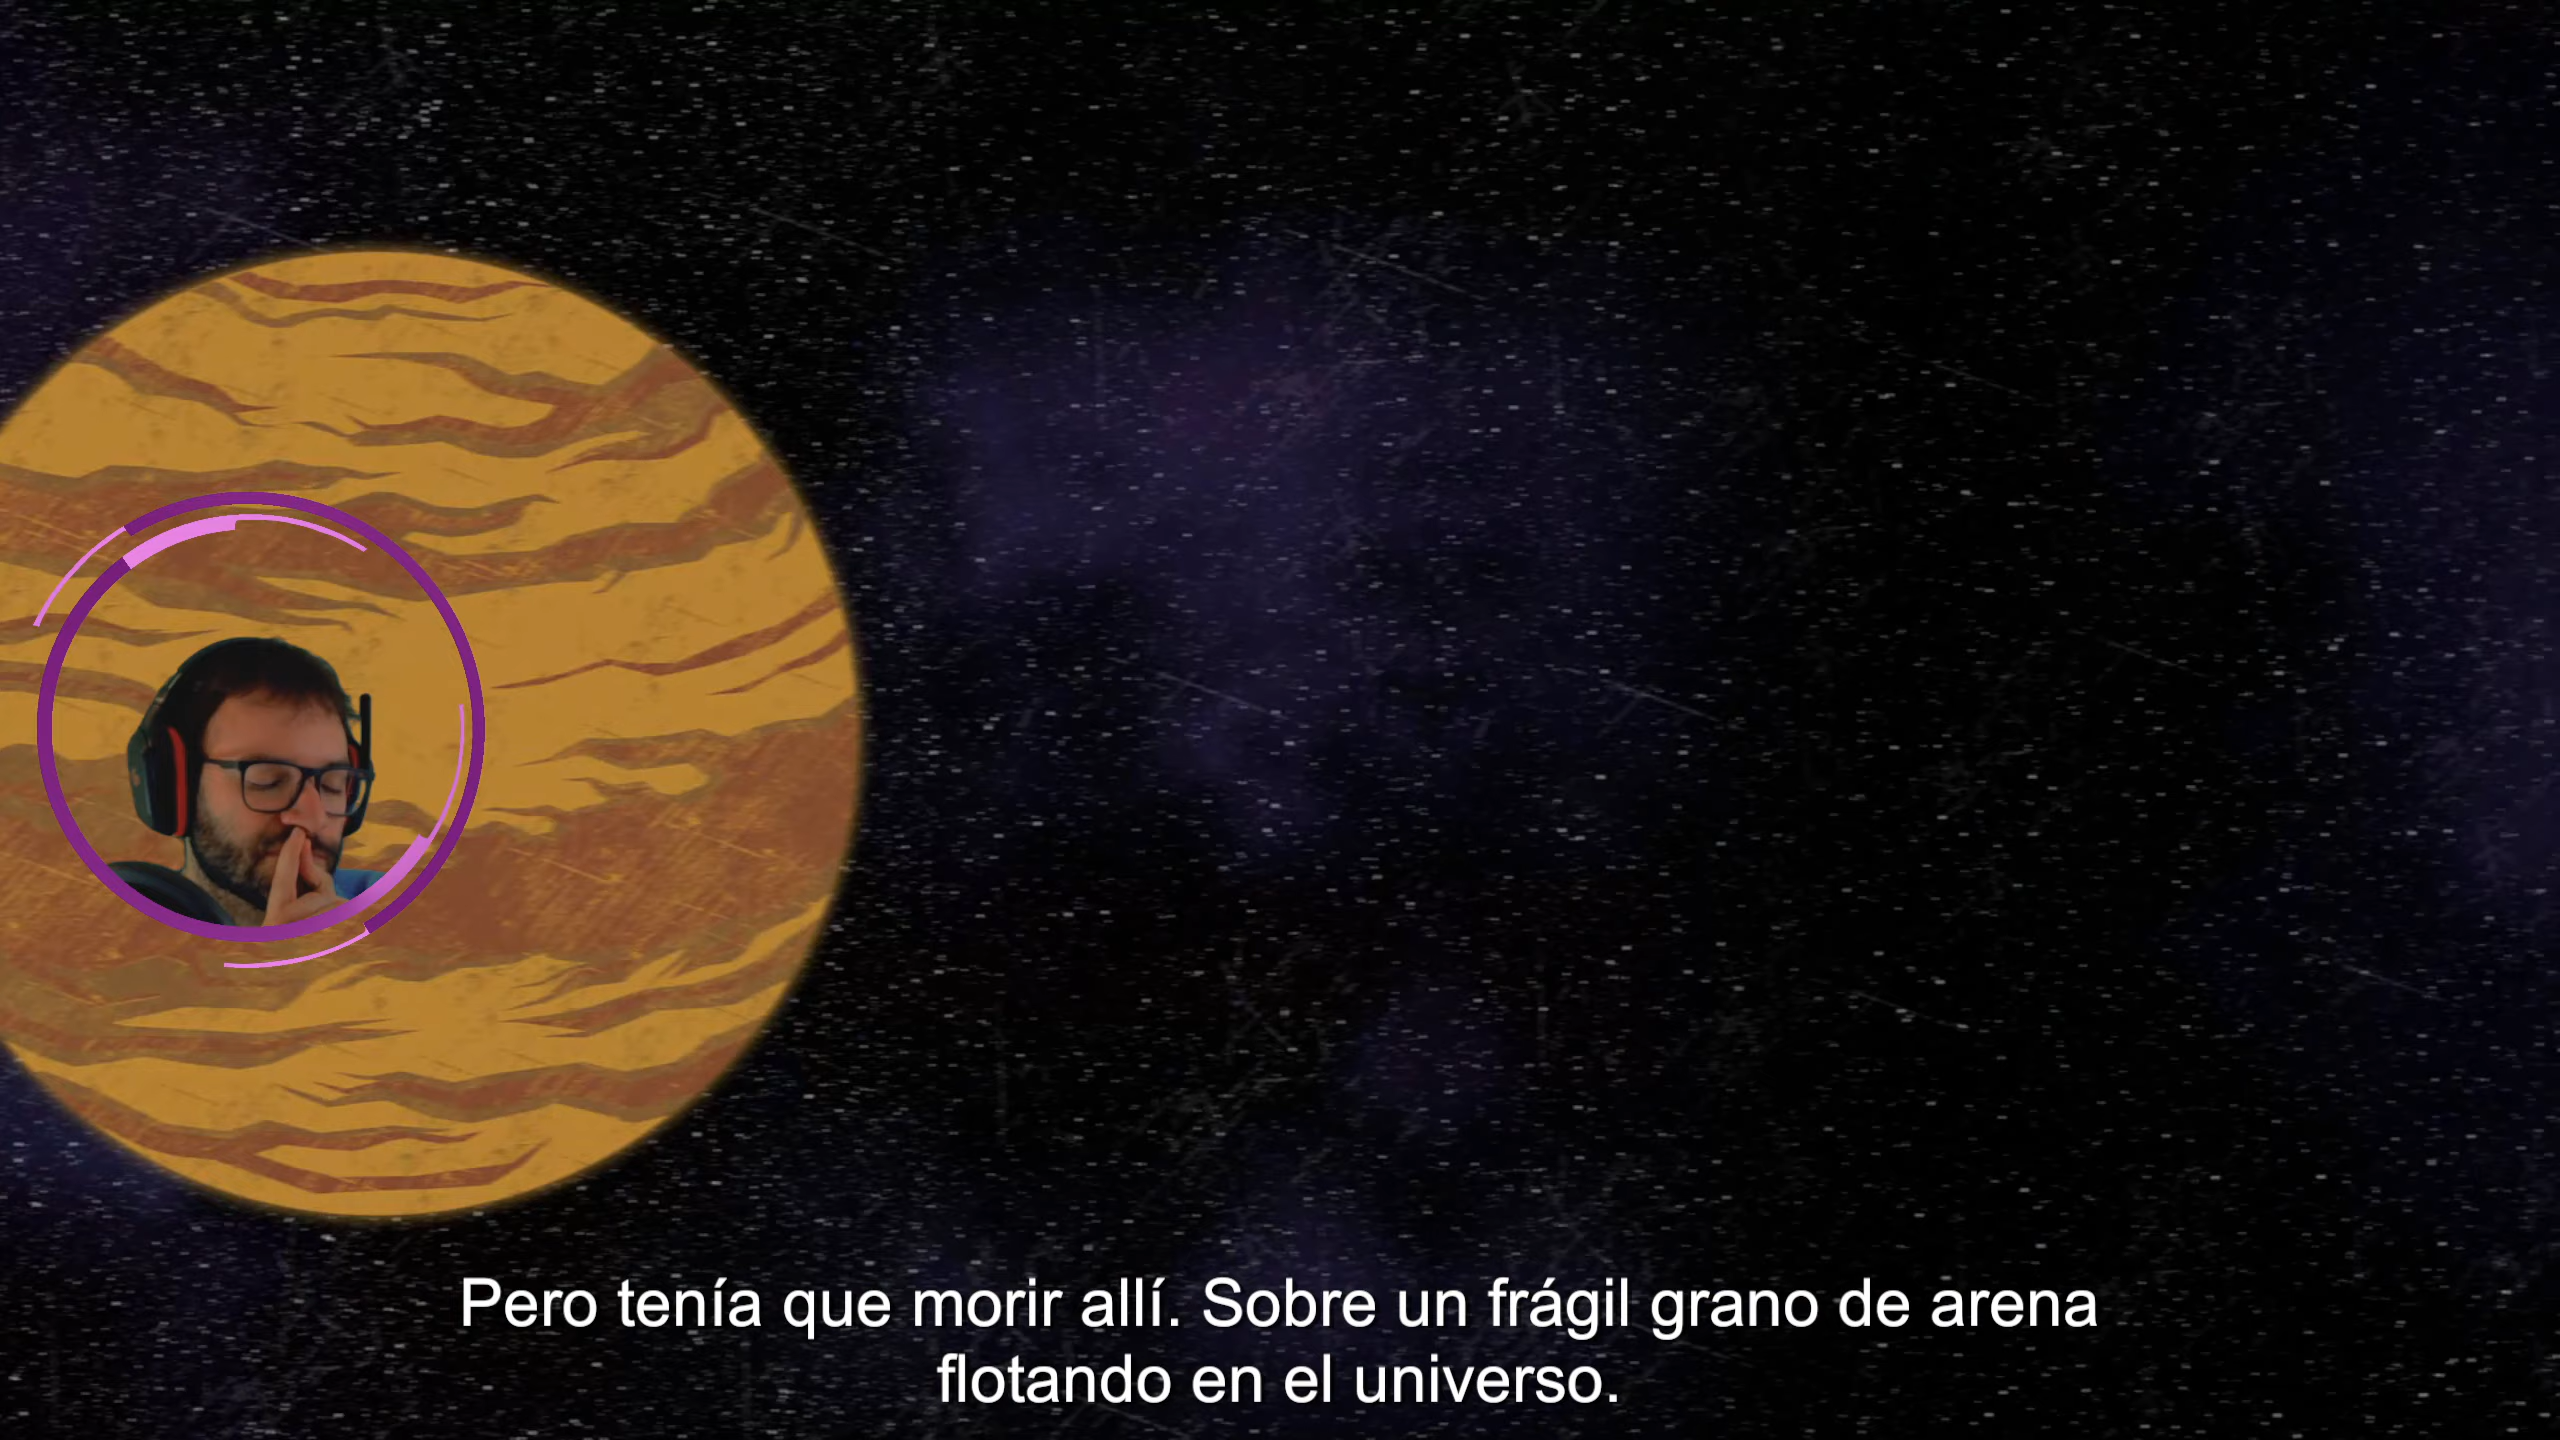 Pero tenía que morir allí. Sobre un frágil grano de arena
flotando en el universo.